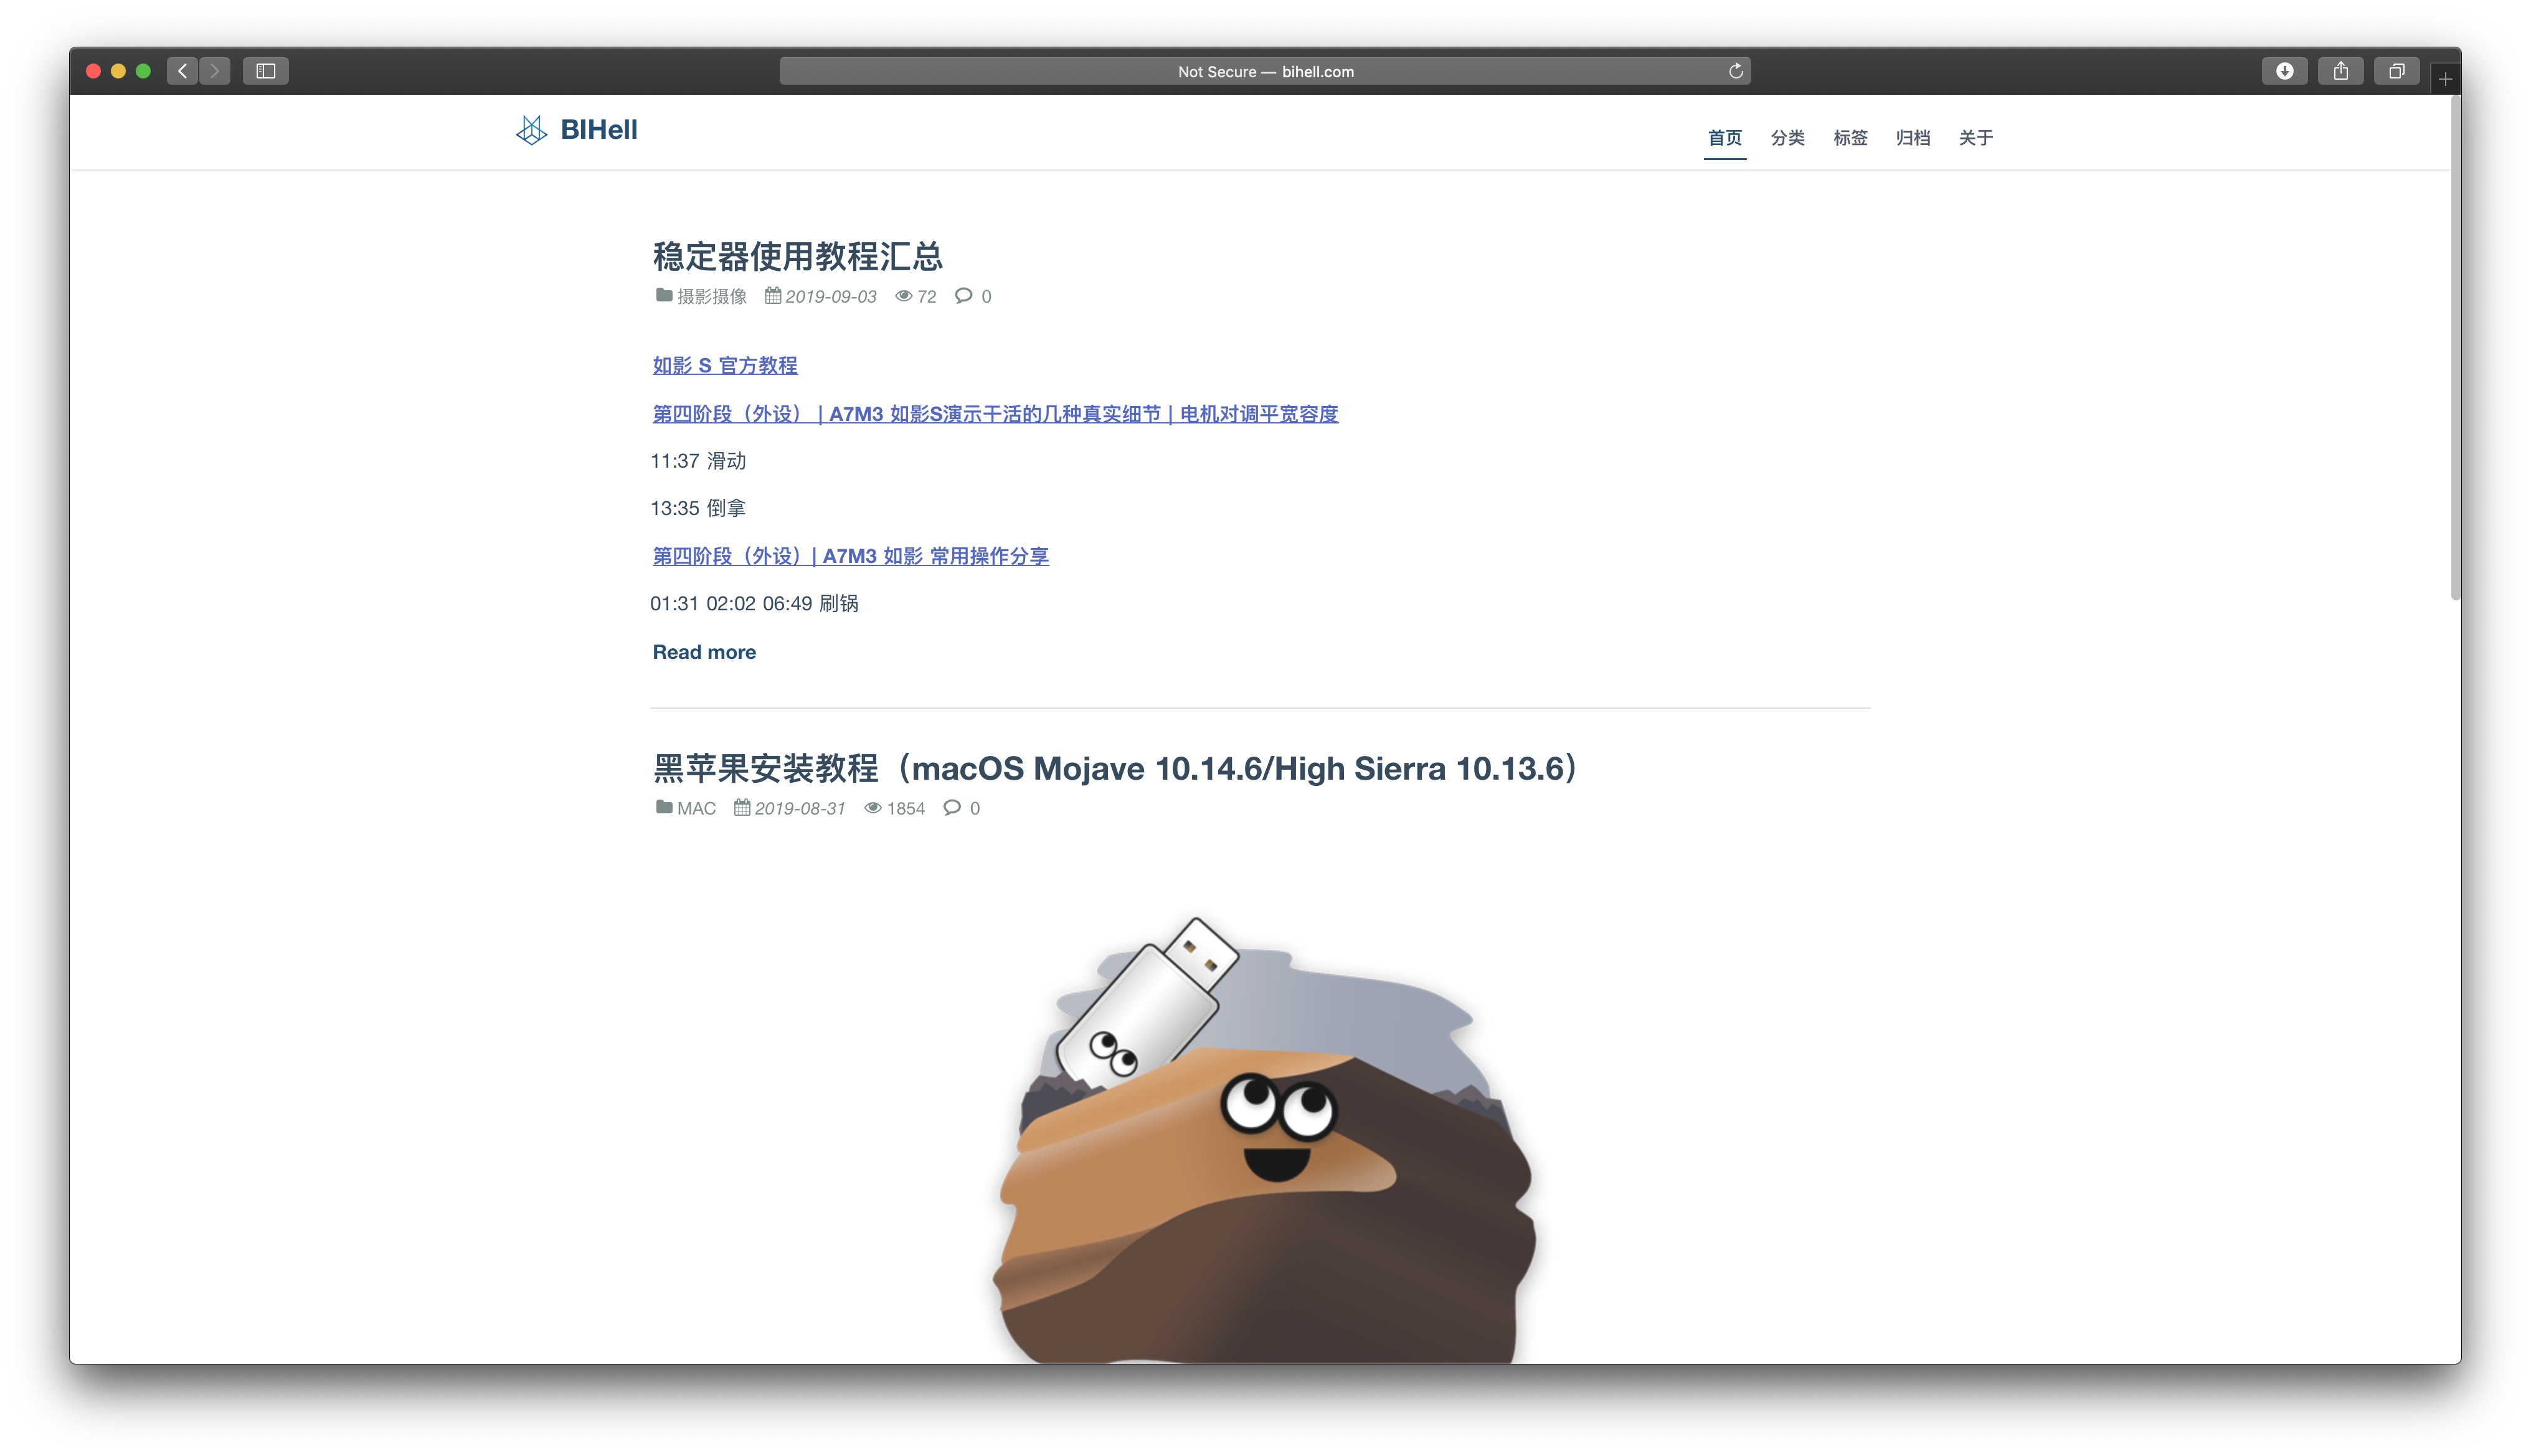 Not Secure — bihell.com
BIHell
首页 分类 标签 归档 关于
稳定器使用教程汇总
摄影摄像 2019-09-03 72 0
如影 S 官方教程
第四阶段（外设） | A7M3 如影S演示干活的几种真实细节 | 电机对调平宽容度
11:37 滑动
13:35 倒拿
第四阶段（外设）| A7M3 如影 常用操作分享
01:31 02:02 06:49 刷锅
Read more
黑苹果安装教程（macOS Mojave 10.14.6/High Sierra 10.13.6）
MAC 2019-08-31 1854 0